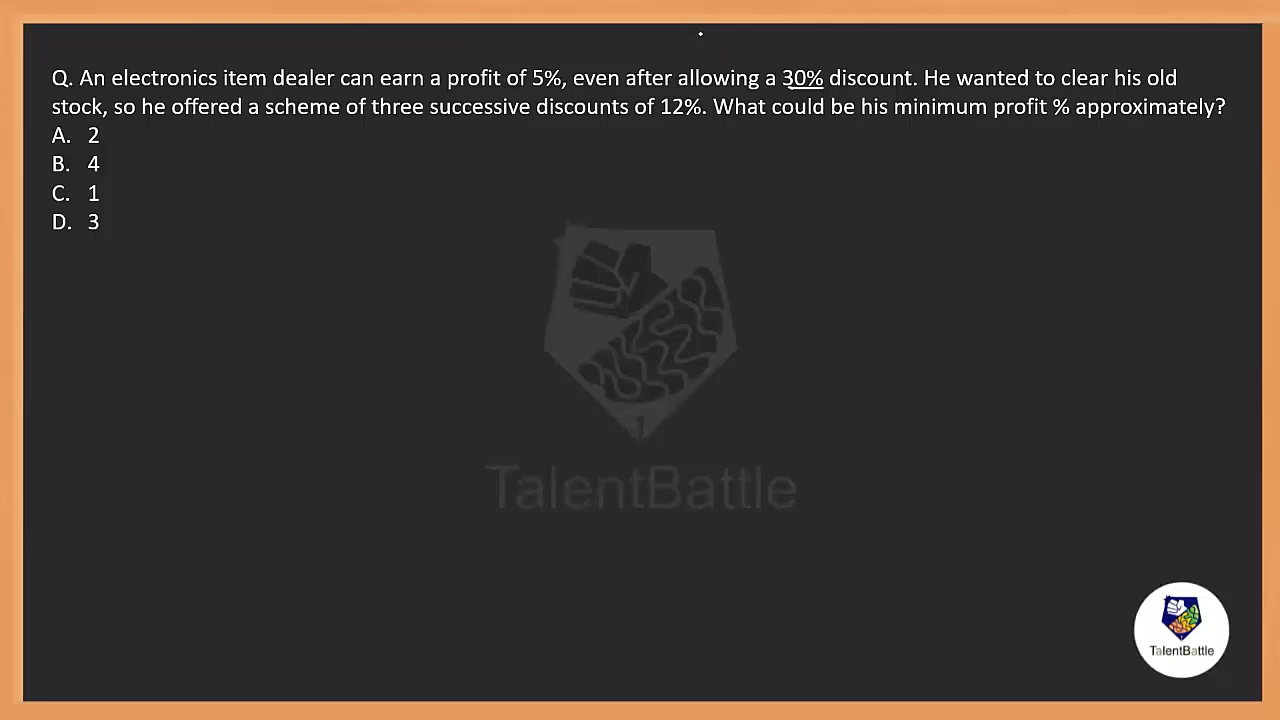 Q. An electronics item dealer can earn a profit of 5%, even after allowing a 30% discount. He wanted to clear his old
stock, so he offered a scheme of three successive discounts of 12%. What could be his minimum profit % approximately?
A. 2
B. 4
C. 1
D. 3
TalentBattle
TalentBattle